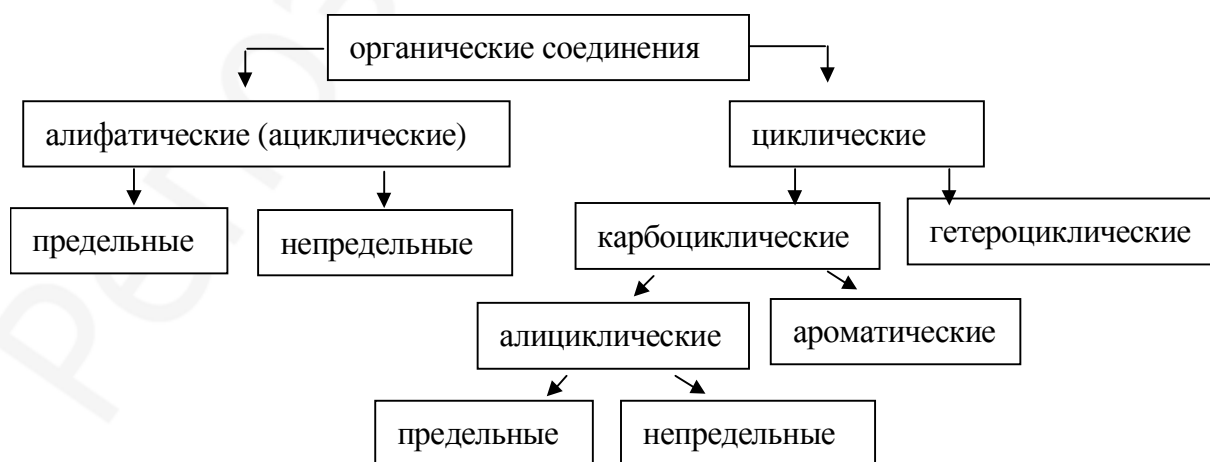 органические соединения
алифатические (ациклические)
циклические
предельные
непредельные
карбоциклические
гетероциклические
алициклические
ароматические
предельные
непредельные